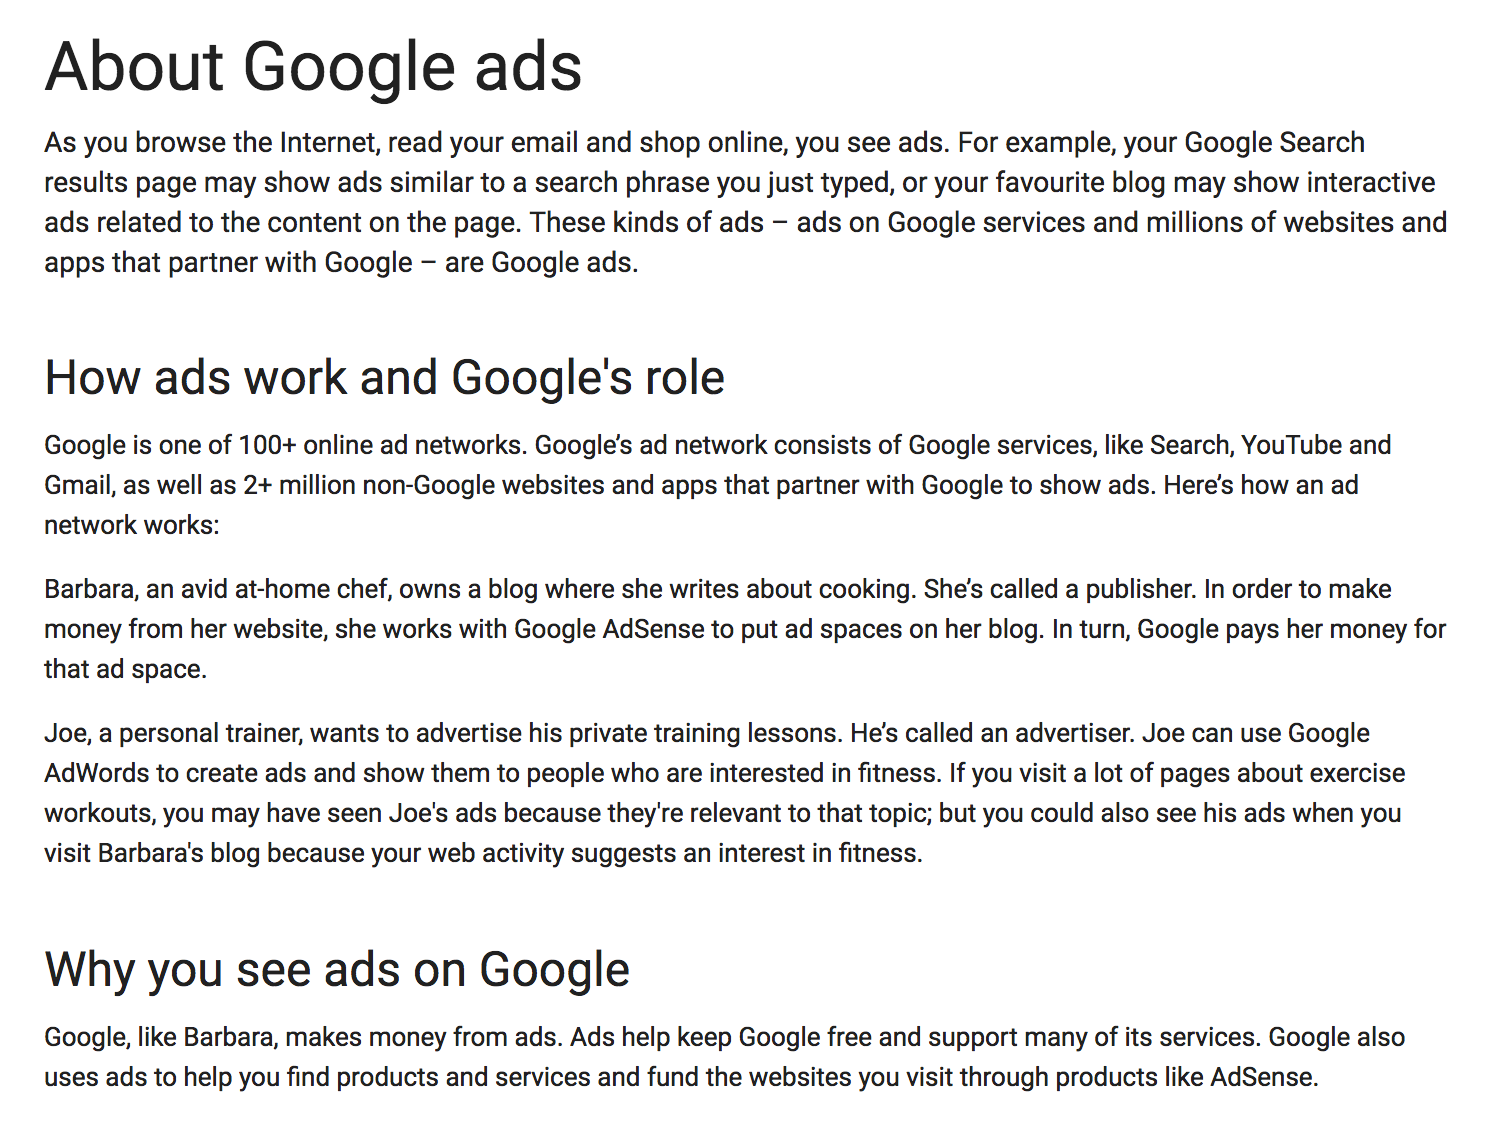 About Google ads
As you browse the Internet, read your email and shop online, you see ads. For example, your Google Search
results page may show ads similar to a search phrase you just typed, or your favourite blog may show interactive
ads related to the content on the page. These kinds of ads – ads on Google services and millions of websites and
apps that partner with Google – are Google ads.
How ads work and Google's role
Google is one of 100+ online ad networks. Google’s ad network consists of Google services, like Search, YouTube and
Gmail, as well as 2+ million non-Google websites and apps that partner with Google to show ads. Here’s how an ad
network works:
Barbara, an avid at-home chef, owns a blog where she writes about cooking. She’s called a publisher. In order to make
money from her website, she works with Google AdSense to put ad spaces on her blog. In turn, Google pays her money for
that ad space.
Joe, a personal trainer, wants to advertise his private training lessons. He’s called an advertiser. Joe can use Google
AdWords to create ads and show them to people who are interested in fitness. If you visit a lot of pages about exercise
workouts, you may have seen Joe's ads because they're relevant to that topic; but you could also see his ads when you
visit Barbara's blog because your web activity suggests an interest in fitness.
Why you see ads on Google
Google, like Barbara, makes money from ads. Ads help keep Google free and support many of its services. Google also
uses ads to help you find products and services and fund the websites you visit through products like AdSense.